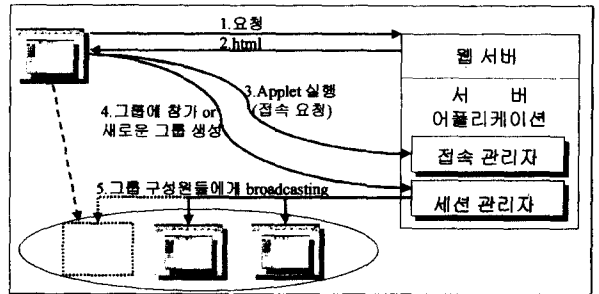 1.요청
2.html
웹 서버
3.Applet 실행
(접속 요청)
4.그룹에 참가 or
새로운 그룹 생성
서 버
어플리케이션
접속 관리자
세션 관리자
5.그룹 구성원들에게 broadcasting